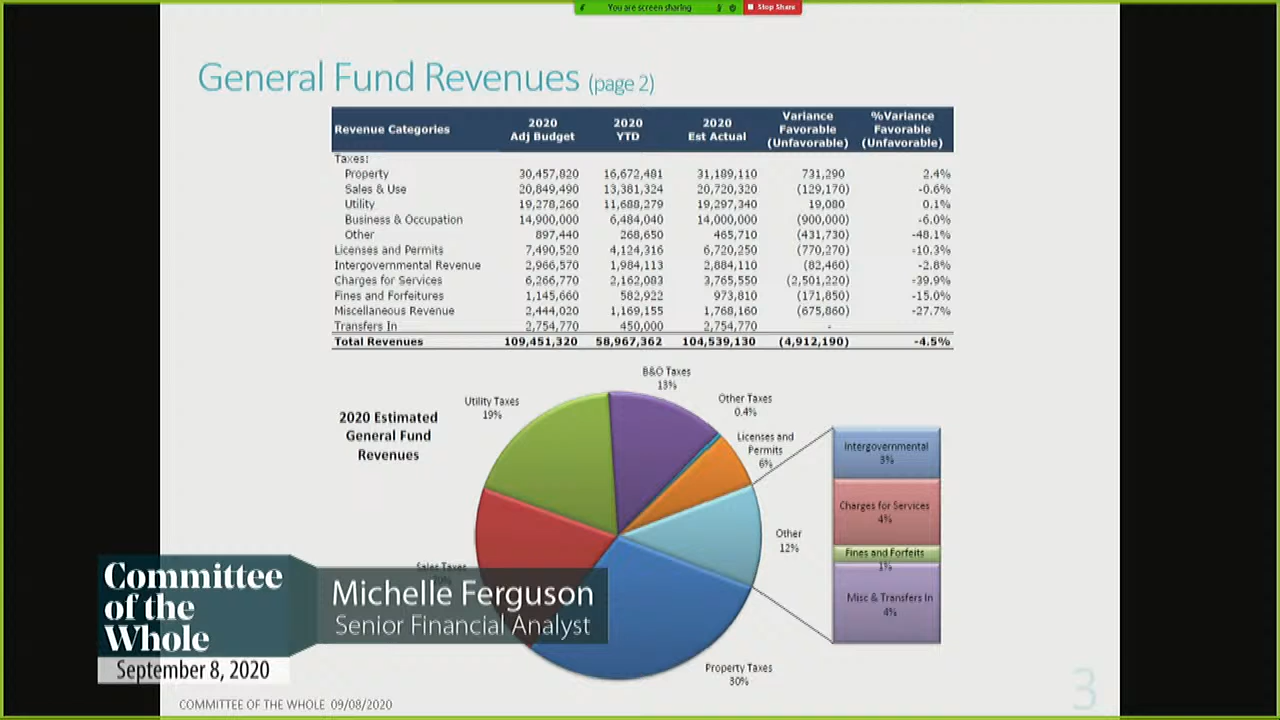 You are screen sharing
Stop Share
General Fund Revenues (page 2)
Revenue Categories 2020 Adj Budget 2020 YTD 2020 Est Actual Variance Favorable (Unfavorable) %Variance Favorable (Unfavorable)
Taxes:
Property 30,457,820 16,672,481 31,189,110 731,290 2.4%
Sales & Use 20,849,490 13,381,324 20,720,320 (129,170) -0.6%
Utility 19,278,260 11,688,279 19,297,340 19,080 0.1%
Business & Occupation 14,900,000 6,484,040 14,000,000 (900,000) -6.0%
Other 897,440 268,650 465,710 (431,730) -48.1%
Licenses and Permits 7,490,520 4,124,316 6,720,250 (770,270) -10.3%
Intergovernmental Revenue 2,966,570 1,984,113 2,884,110 (82,460) -2.8%
Charges for Services 6,266,770 2,162,083 3,765,550 (2,501,220) -39.9%
Fines and Forfeitures 1,145,660 582,922 973,810 (171,850) -15.0%
Miscellaneous Revenue 2,444,020 1,169,155 1,768,160 (675,860) -27.7%
Transfers In 2,754,770 450,000 2,754,770 -
Total Revenues 109,451,320 58,967,362 104,539,130 (4,912,190) -4.5%
2020 Estimated
General Fund
Revenues
B&O Taxes
13%
Utility Taxes
19%
Other Taxes
0.4%
Licenses and
Permits
6%
Other
12%
Intergovernmental
3%
Charges for Services
4%
Fines and Forfeits
1%
Misc & Transfers In
4%
Sales Taxes
Property Taxes
30%
Committee
of the
Whole
September 8, 2020
Michelle Ferguson
Senior Financial Analyst
COMMITTEE OF THE WHOLE 09/08/2020
3